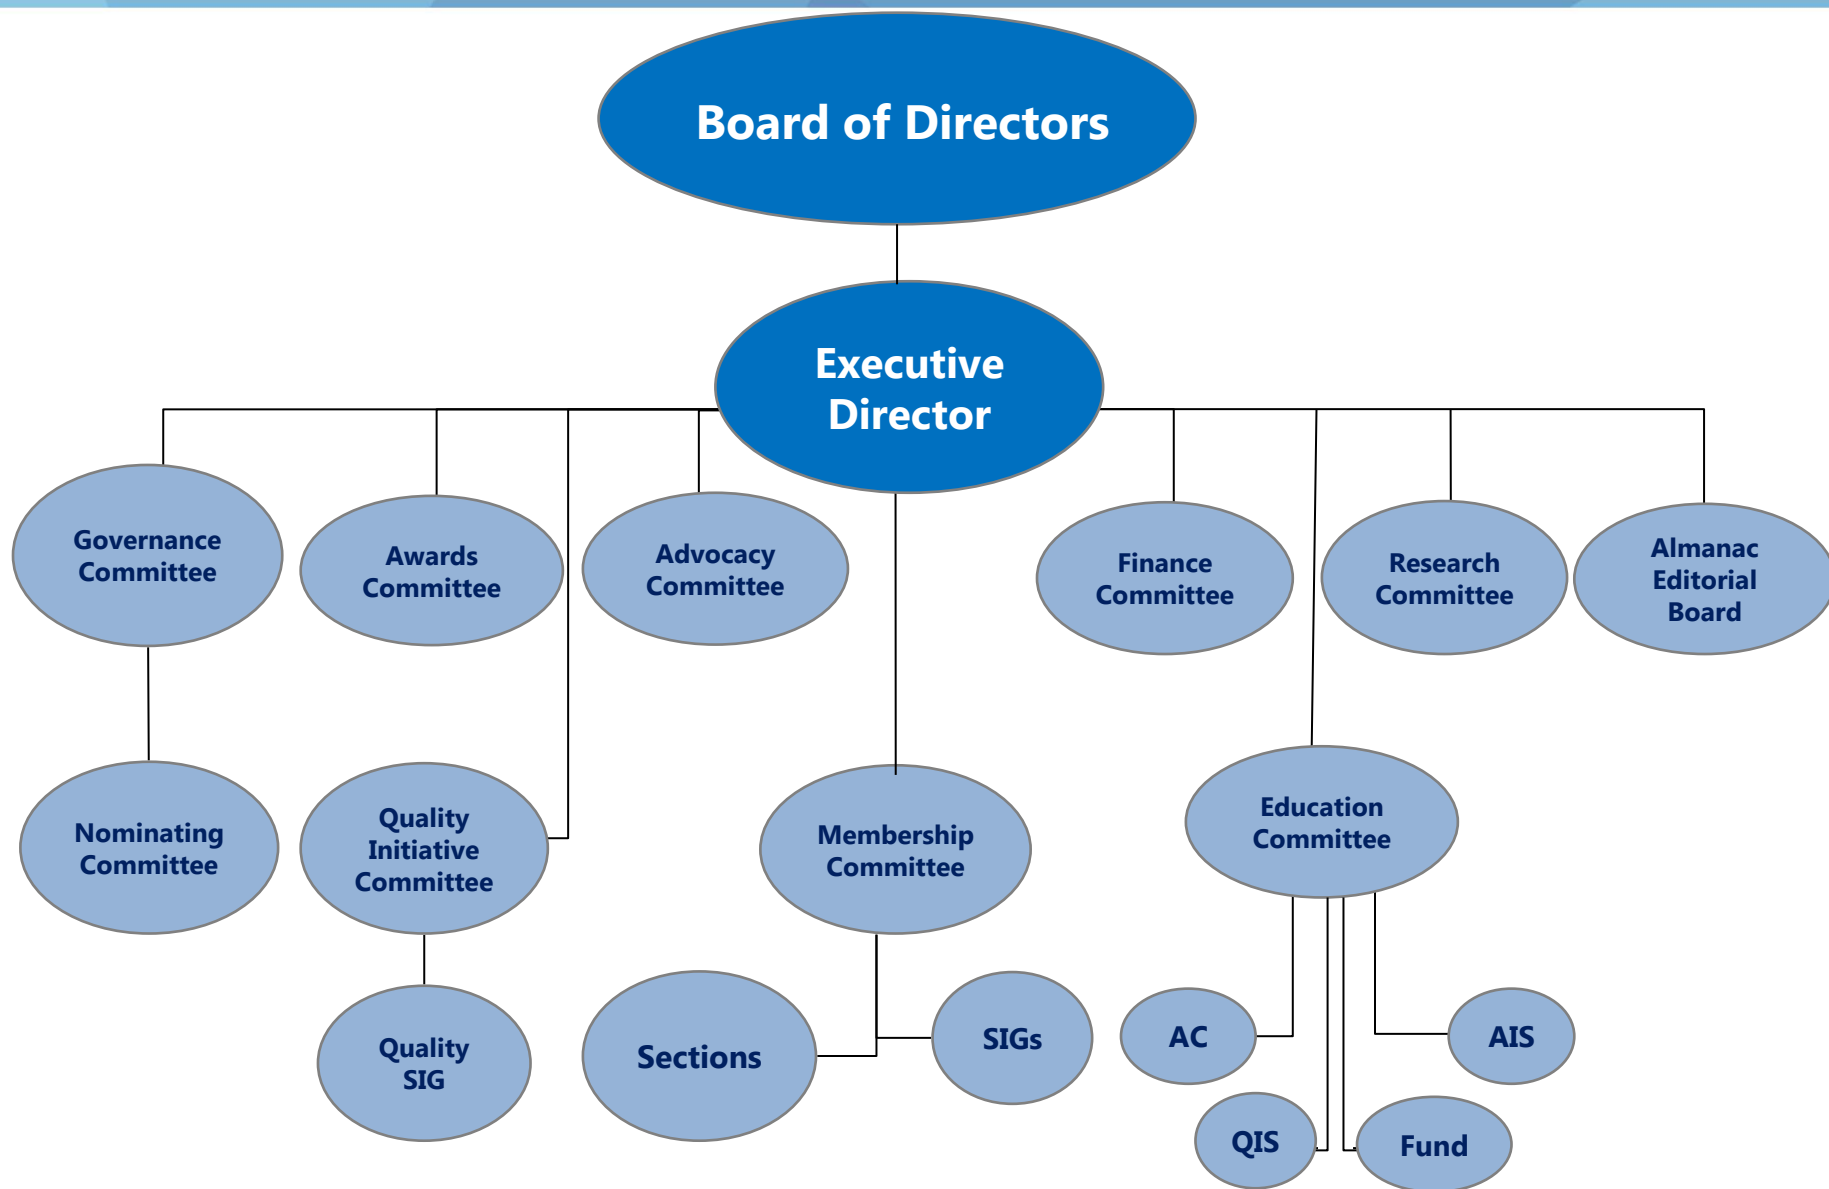 Board of Directors
Executive
Director
Governance
Committee
Awards
Committee
Advocacy
Committee
Finance
Committee
Research
Committee
Almanac
Editorial
Board
Nominating
Committee
Quality
Initiative
Committee
Membership
Committee
Education
Committee
Quality
SIG
Sections
SIGs
AC
AIS
QIS
Fund